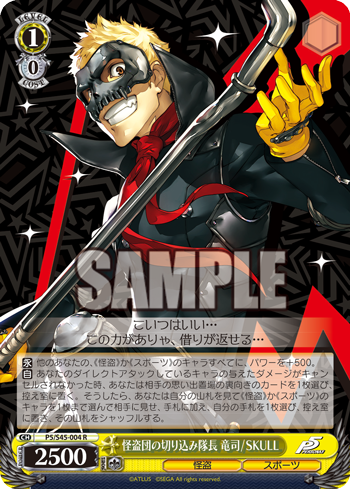 LEVEL
1
0
COST
SAMPLE
こいつはいい…
この力がありゃ、借りが返せる…
永 他のあなたの、《怪盗》か《スポーツ》のキャラすべてに、パワーを+500。
自 あなたのダイレクトアタックしているキャラの与えたダメージがキャンセルされなかった時、あなたは相手の思い出置場の裏向きのカードを1枚選び、控え室に置く。そうしたら、あなたは自分の山札を見て《怪盗》か《スポーツ》のキャラを1枚まで選んで相手に見せ、手札に加え、自分の手札を1枚選び、控え室に置き、その山札をシャッフルする。
CH P5/S45-004 R
怪盗団の切り込み隊長 竜司/SKULL
2500
怪盗
スポーツ
P5
©ATLUS ©SEGA All rights reserved.